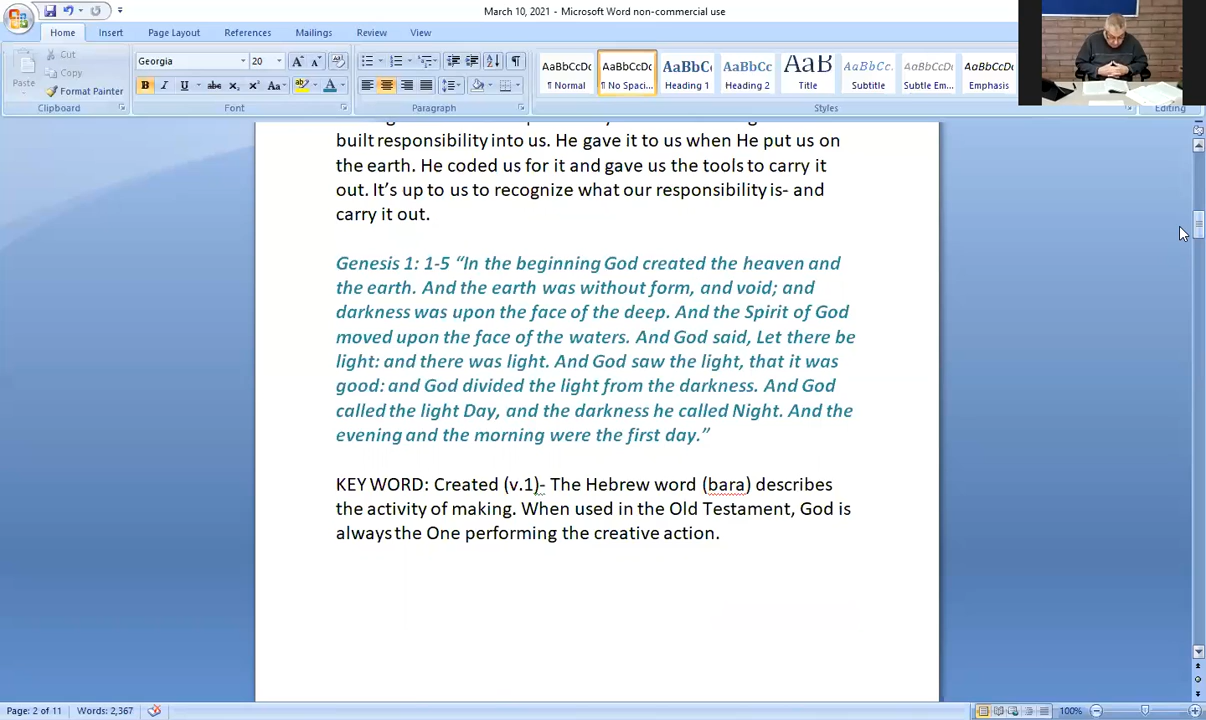 March 10, 2021 - Microsoft Word non-commercial use
Home Insert Page Layout References Mailings Review View
Cut
Copy
Paste
Format Painter
Georgia 20
B I U abc x₂ x² Aa
AaBbCcDc AaBbCcDc AaBbC AaBbCc AaB AaBbCc. AaBbCcDc AaBbCcDc
¶ Normal ¶ No Spaci... Heading 1 Heading 2 Title Subtitle Subtle Em... Emphasis
Clipboard Font Paragraph Styles Editing
built responsibility into us. He gave it to us when He put us on
the earth. He coded us for it and gave us the tools to carry it
out. It’s up to us to recognize what our responsibility is- and
carry it out.
Genesis 1: 1-5 “In the beginning God created the heaven and
the earth. And the earth was without form, and void; and
darkness was upon the face of the deep. And the Spirit of God
moved upon the face of the waters. And God said, Let there be
light: and there was light. And God saw the light, that it was
good: and God divided the light from the darkness. And God
called the light Day, and the darkness he called Night. And the
evening and the morning were the first day.”
KEY WORD: Created (v.1)- The Hebrew word (bara) describes
the activity of making. When used in the Old Testament, God is
always the One performing the creative action.
Page: 2 of 11 Words: 2,367 100%